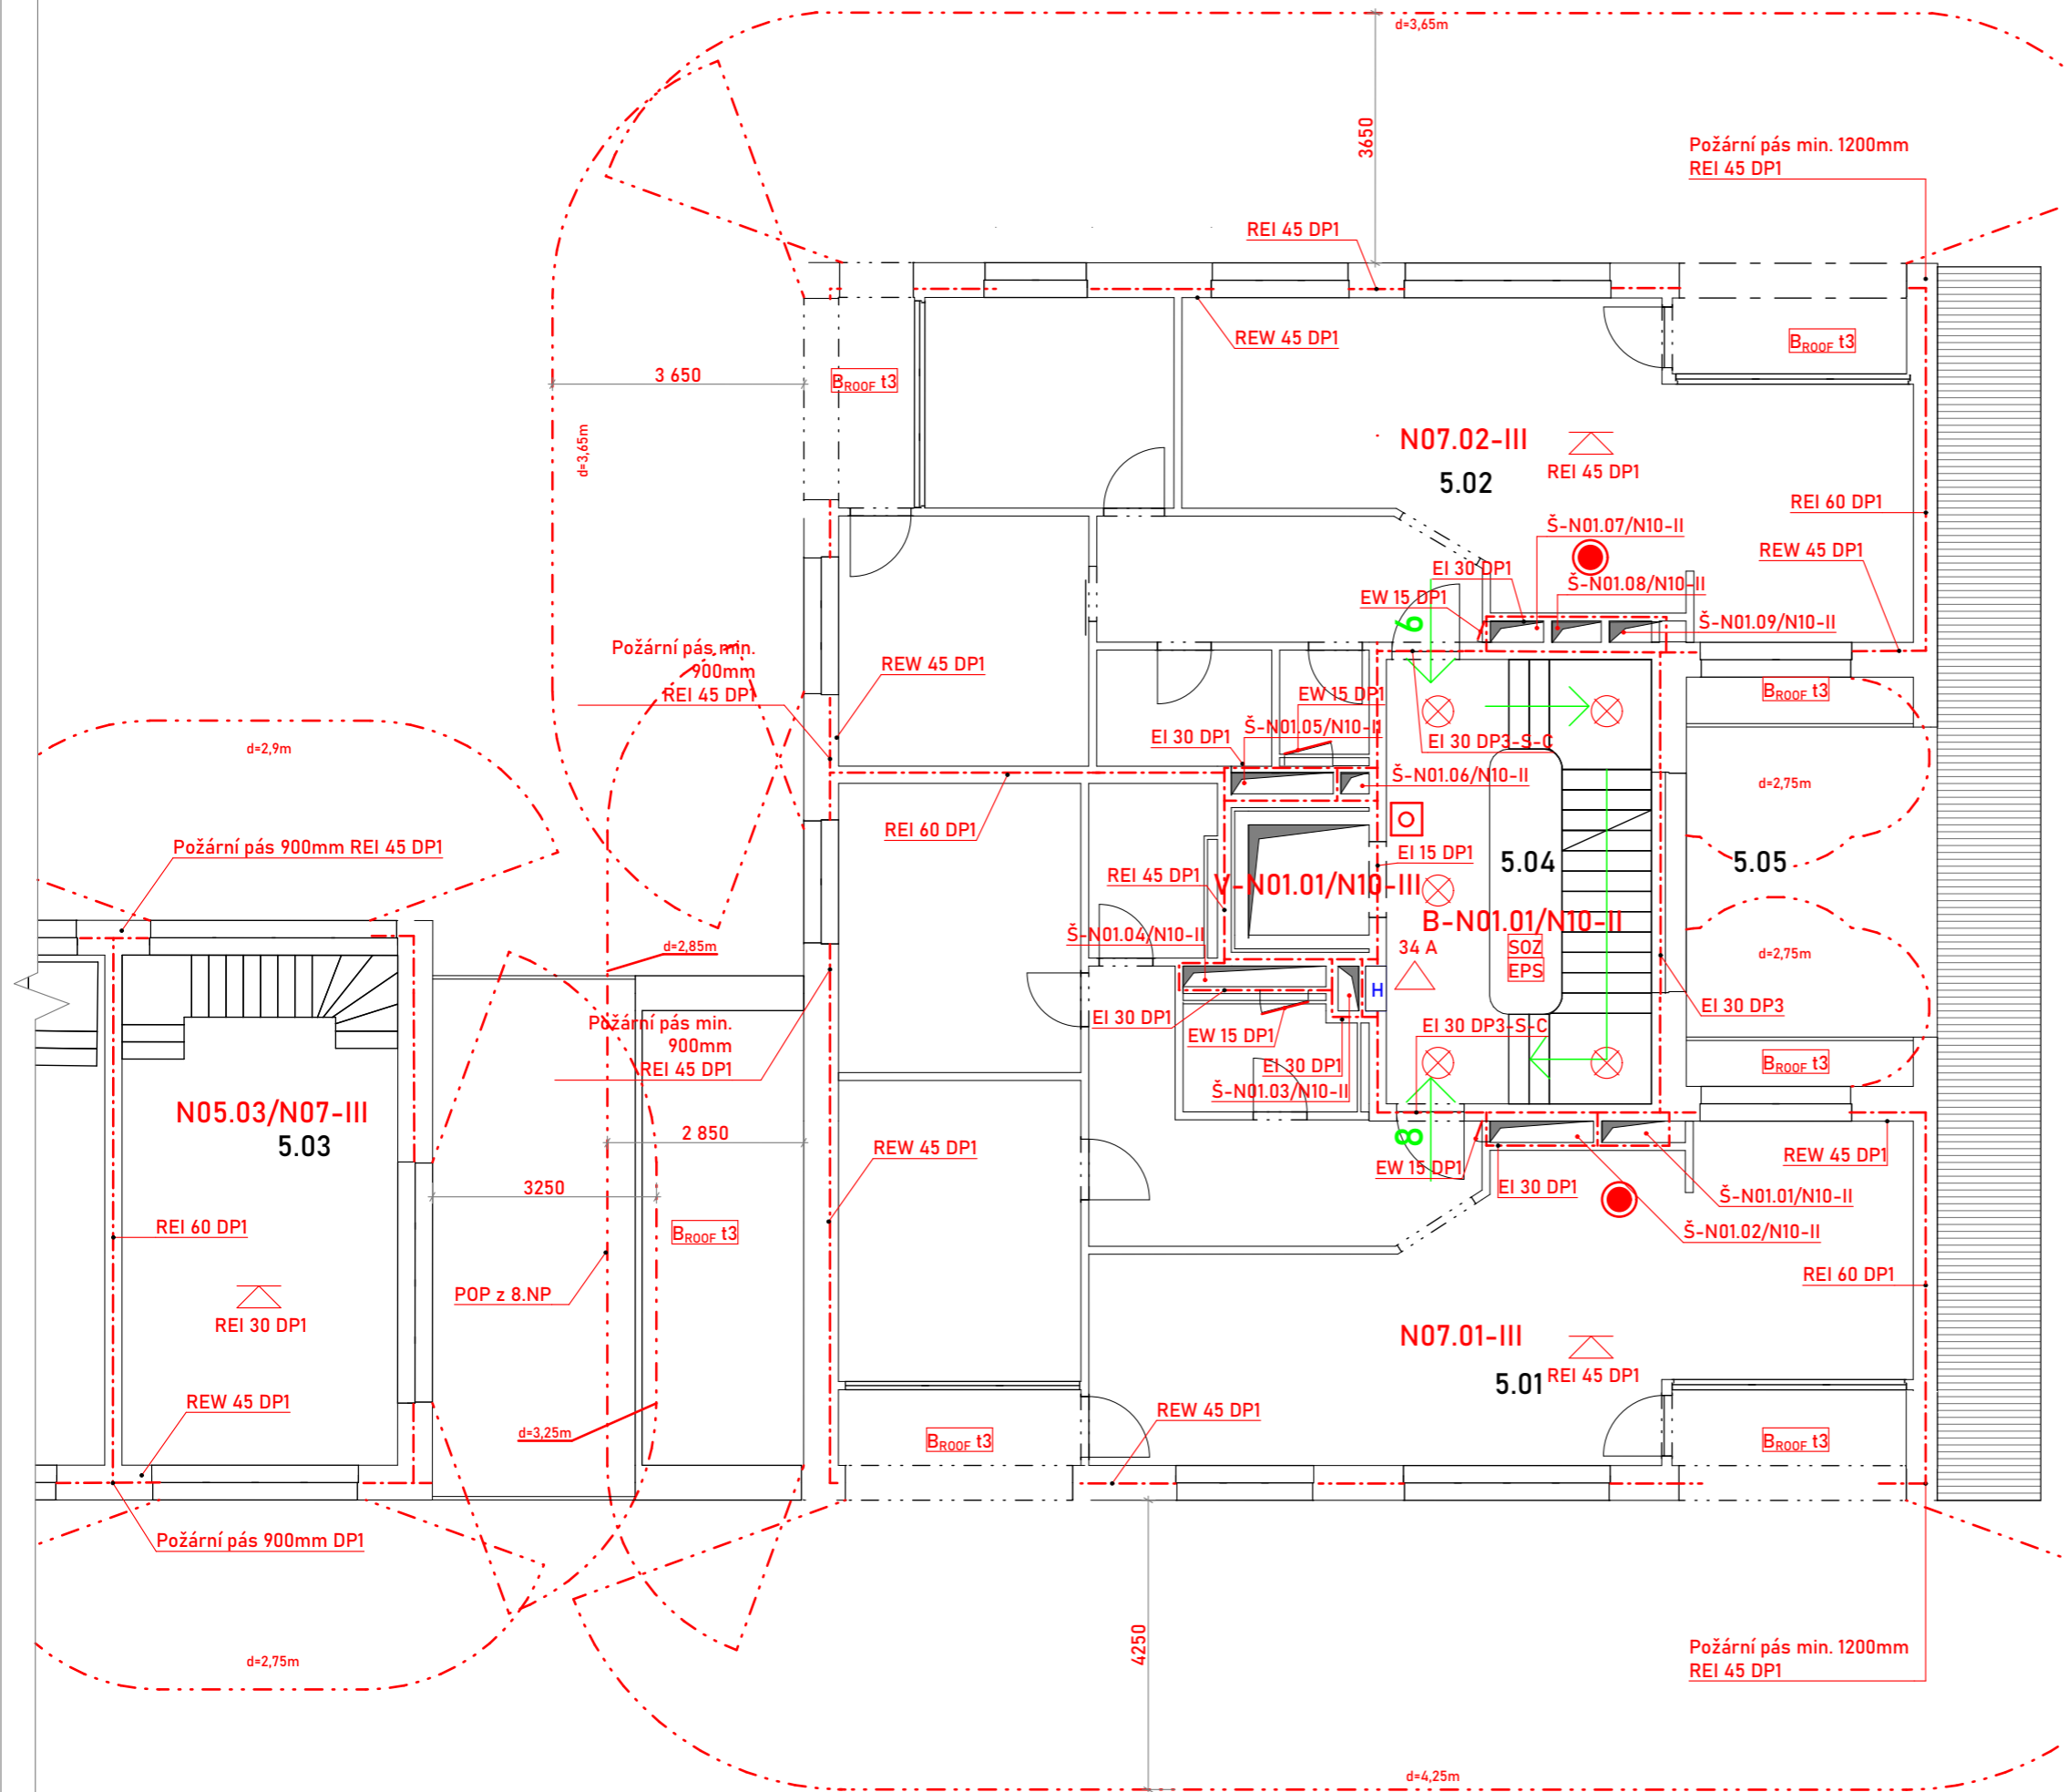 d=3,65m
3650
Požární pás min. 1200mm
REI 45 DP1
REI 45 DP1
REW 45 DP1
BROOF t3
3 650
BROOF t3
d=3,65m
N07.02-III
5.02
REI 45 DP1
REI 60 DP1
Š-N01.07/N10-II
REW 45 DP1
EI 30 DP1
Š-N01.08/N10-II
EW 15 DP1
Š-N01.09/N10-II
6
Požární pás min.
900mm
REI 45 DP1
REW 45 DP1
EW 15 DP1
BROOF t3
Š-N01.05/N10-II
EI 30 DP1
EI 30 DP3-S-C
d=2,9m
Š-N01.06/N10-II
d=2,75m
REI 60 DP1
Požární pás 900mm REI 45 DP1
EI 15 DP1
5.04
5.05
REI 45 DP1
V-N01.01/N10-III
B-N01.01/N10-II
Š-N01.04/N10-II
d=2,85m
34 A
SOZ
EPS
d=2,75m
H
EI 30 DP3
Požární pás min.
900mm
REI 45 DP1
EI 30 DP1
EW 15 DP1
EI 30 DP3-S-C
EI 30 DP1
Š-N01.03/N10-II
BROOF t3
N05.03/N07-III
5.03
2 850
REW 45 DP1
8
EW 15 DP1
REW 45 DP1
3250
EI 30 DP1
Š-N01.01/N10-II
REI 60 DP1
BROOF t3
Š-N01.02/N10-II
POP z 8.NP
REI 60 DP1
REI 30 DP1
N07.01-III
5.01
REI 45 DP1
REW 45 DP1
REW 45 DP1
d=3,25m
BROOF t3
BROOF t3
Požární pás 900mm DP1
4250
Požární pás min. 1200mm
REI 45 DP1
d=2,75m
d=4,25m